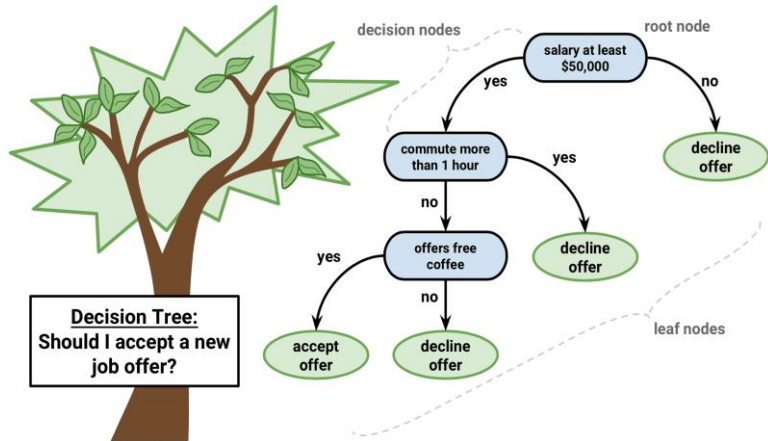 decision nodes
root node
salary at least
$50,000
yes
no
commute more
than 1 hour
decline
offer
yes
no
offers free
coffee
decline
offer
yes
no
leaf nodes
accept
offer
decline
offer
Decision Tree:
Should I accept a new
job offer?